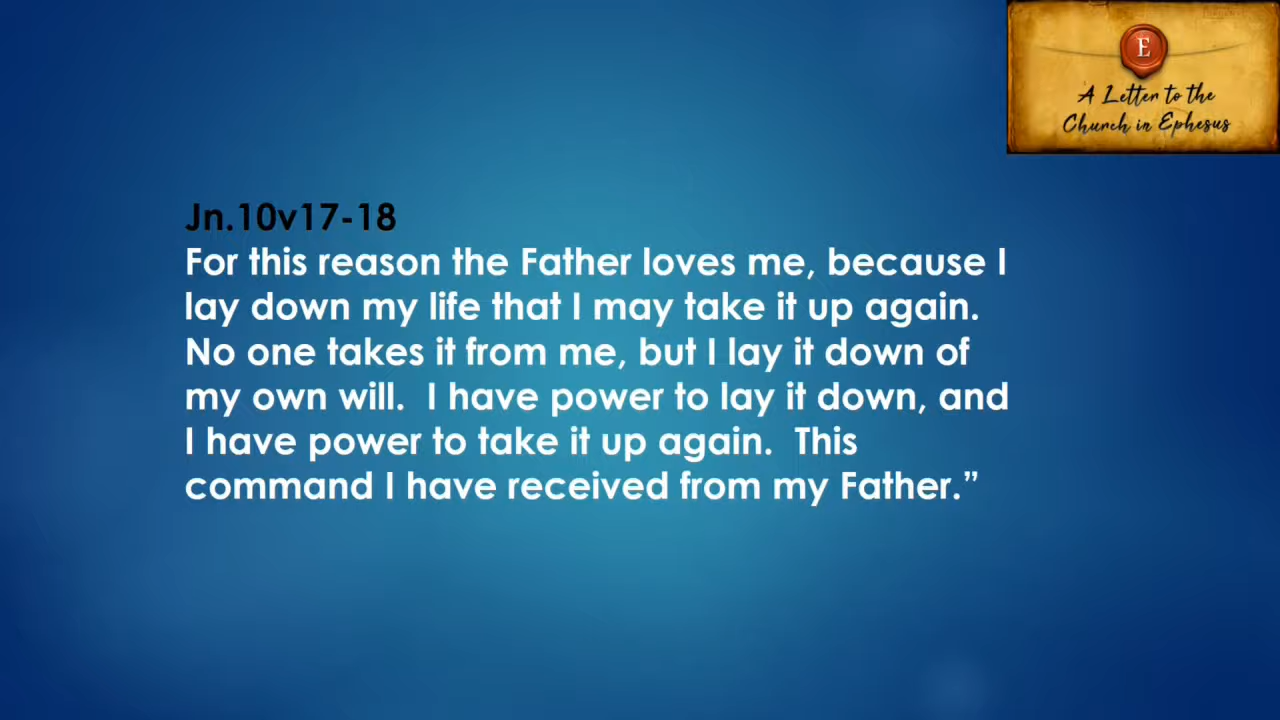 E
A Letter to the
Church in Ephesus
Jn.10v17-18
For this reason the Father loves me, because I
lay down my life that I may take it up again.
No one takes it from me, but I lay it down of
my own will.  I have power to lay it down, and
I have power to take it up again.  This
command I have received from my Father.”